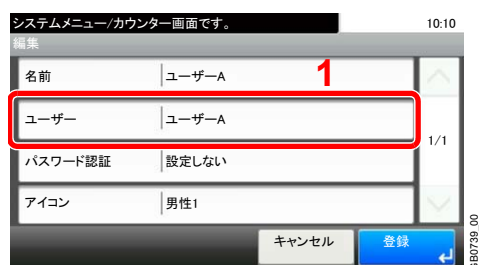 システムメニュー/カウンター画面です。 10:10
編集
名前 ユーザーA 1
ユーザー ユーザーA
1/1
パスワード認証 設定しない
アイコン 男性1
キャンセル 登録
GB0739_00